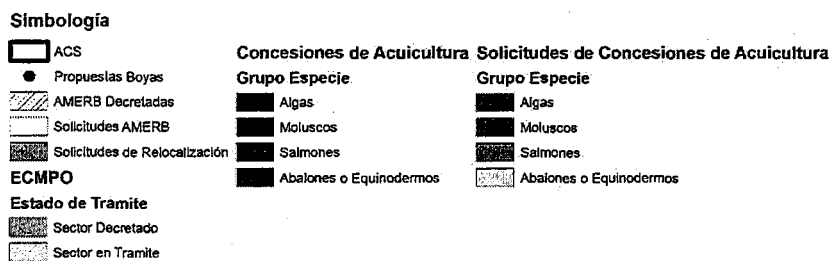 Simbología
ACS
Propuestas Boyas
AMERB Decretadas
Solicitudes AMERB
Solicitudes de Relocalización
ECMPO
Estado de Tramite
Sector Decretado
Sector en Tramite
Concesiones de Acuicultura
Grupo Especie
Algas
Moluscos
Salmones
Abalones o Equinodermos
Solicitudes de Concesiones de Acuicultura
Grupo Especie
Algas
Moluscos
Salmones
Abalones o Equinodermos